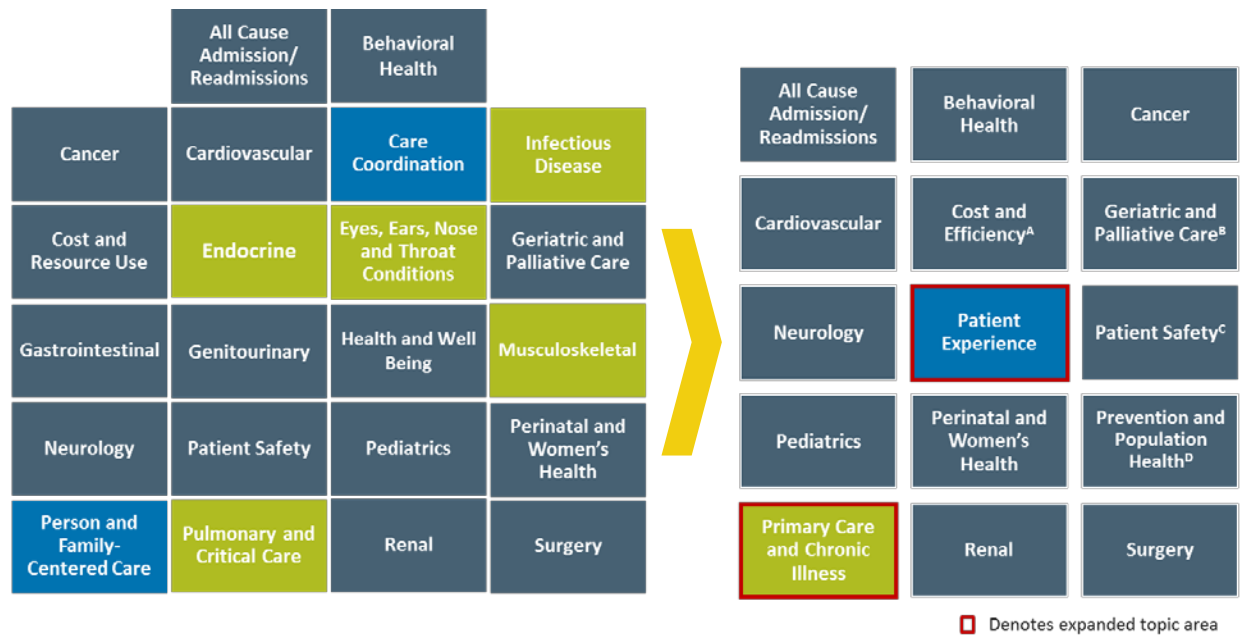 All Cause
Admission/
Readmissions
Behavioral
Health
Cancer
Cardiovascular
Care
Coordination
Infectious
Disease
Cost and
Resource Use
Endocrine
Eyes, Ears, Nose
and Throat
Conditions
Geriatric and
Palliative Care
Gastrointestinal
Genitourinary
Health and Well
Being
Musculoskeletal
Neurology
Patient Safety
Pediatrics
Perinatal and
Women's
Health
Person and
Family-
Centered Care
Pulmonary and
Critical Care
Renal
Surgery
All Cause
Admission/
Readmissions
Behavioral
Health
Cancer
Cardiovascular
Cost and
Efficiencyᴬ
Geriatric and
Palliative Careᴮ
Neurology
Patient
Experience
Patient Safetyᶜ
Pediatrics
Perinatal and
Women's
Health
Prevention and
Population
Healthᴰ
Primary Care
and Chronic
Illness
Renal
Surgery
Denotes expanded topic area